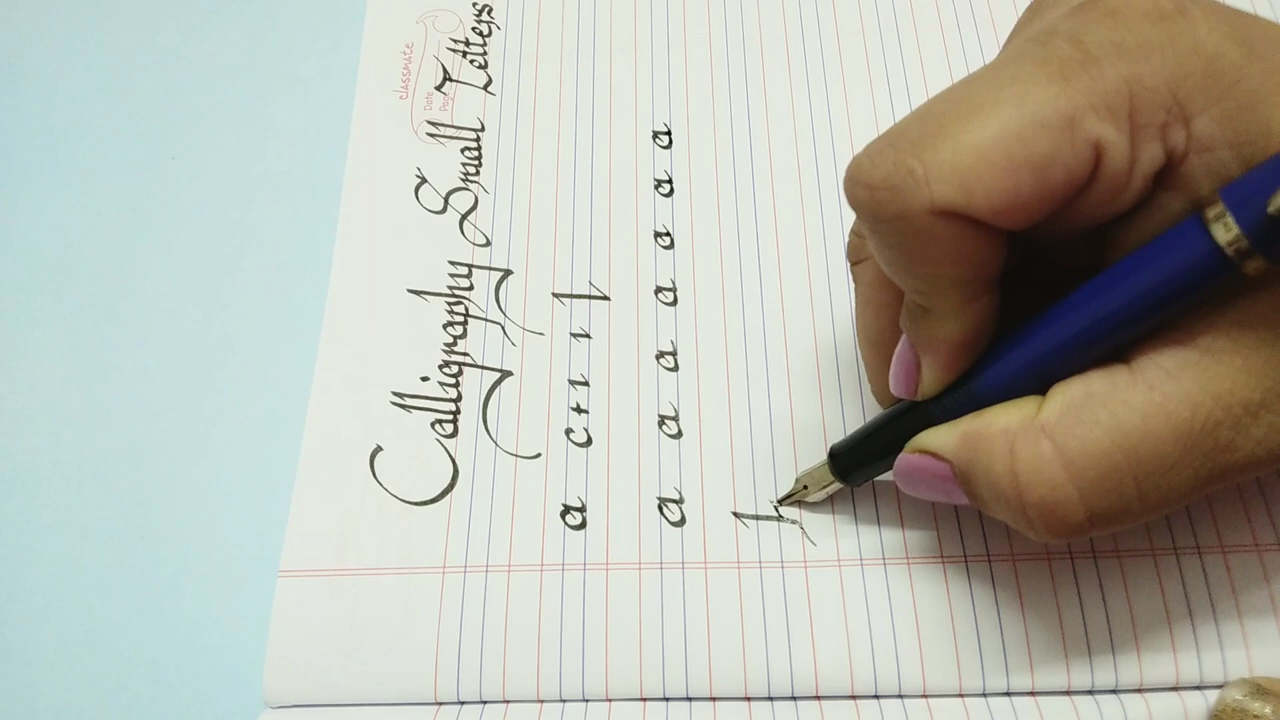 classmate
Date
Page
Calligraphy Small Letters
a c + ı ı ı
a a a a a a a a